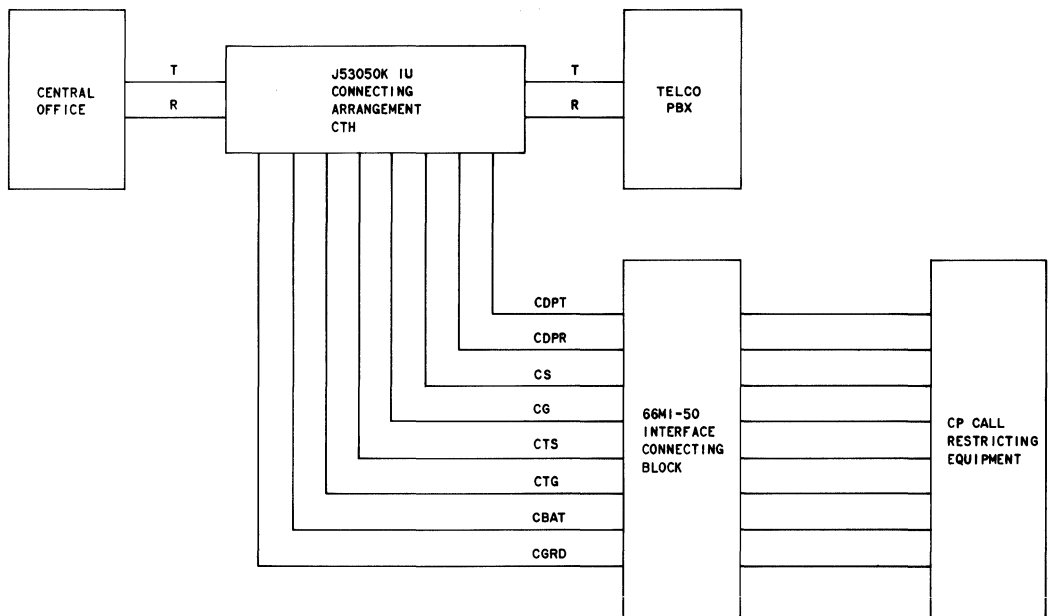 CENTRAL
OFFICE
T
R
J53050K IU
CONNECTING
ARRANGEMENT
CTH
T
R
TELCO
PBX
CDPT
CDPR
CS
CG
CTS
CTG
CBAT
CGRD
66MI-50
INTERFACE
CONNECTING
BLOCK
CP CALL
RESTRICTING
EQUIPMENT